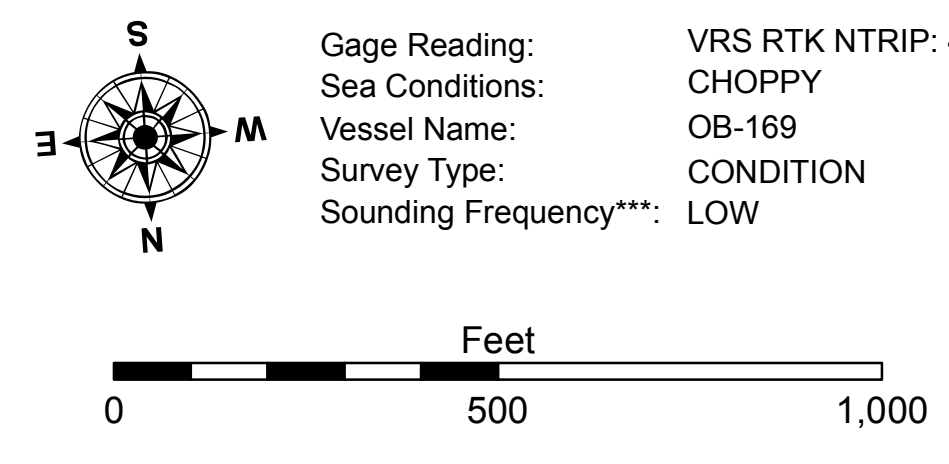 S
E
W
N
Gage Reading: VRS RTK NTRIP:
Sea Conditions: CHOPPY
Vessel Name: OB-169
Survey Type: CONDITION
Sounding Frequency***: LOW
Feet
0 500 1,000